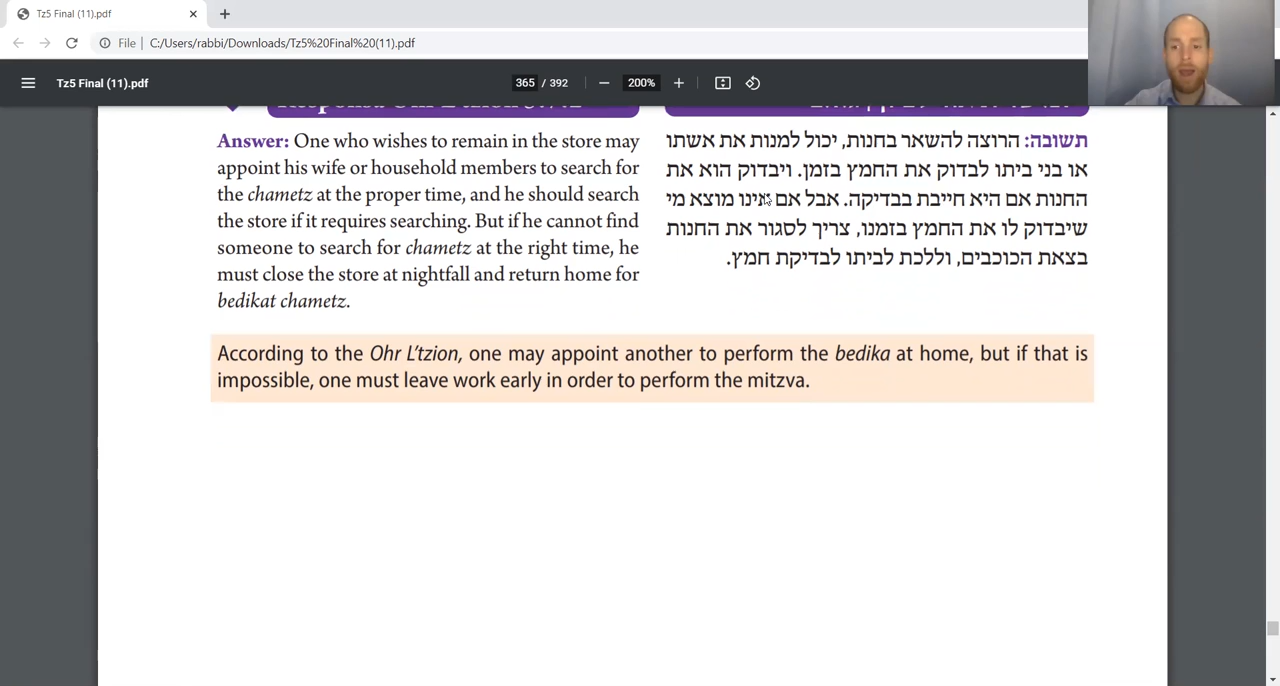 Tz5 Final (11).pdf
File
C:/Users/rabbi/Downloads/Tz5%20Final%20(11).pdf
Tz5 Final (11).pdf
365 / 392
200%
Answer: One who wishes to remain in the store may
appoint his wife or household members to search for
the chametz at the proper time, and he should search
the store if it requires searching. But if he cannot find
someone to search for chametz at the right time, he
must close the store at nightfall and return home for
bedikat chametz.
תשובה: הרוצה להשאר בחנות, יכול למנות את אשתו
או בני ביתו לבדוק את החמץ בזמן. ויבדוק הוא את
החנות אם היא חייבת בבדיקה. אבל אם אינו מוצא מי
שיבדוק לו את החמץ בזמנו, צריך לסגור את החנות
בצאת הכוכבים, וללכת לביתו לבדיקת חמץ.
According to the Ohr L'tzion, one may appoint another to perform the bedika at home, but if that is
impossible, one must leave work early in order to perform the mitzva.